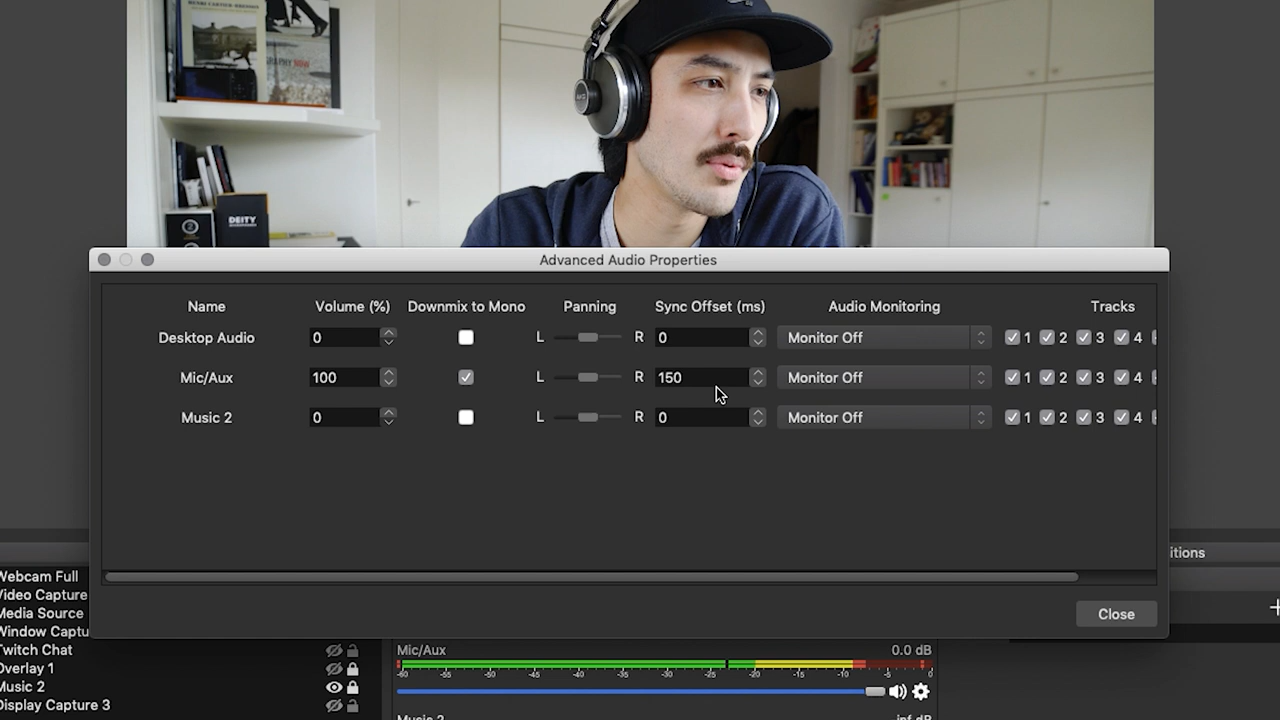 HENRI CARTIER-BRESSON
DEITY
Advanced Audio Properties
Name Volume (%) Downmix to Mono Panning Sync Offset (ms) Audio Monitoring Tracks
Desktop Audio 0 L R 0 Monitor Off 1 2 3 4
Mic/Aux 100 L R 150 Monitor Off 1 2 3 4
Music 2 0 L R 0 Monitor Off 1 2 3 4
itions
Close
Webcam Full
Video Capture
Media Source
Window Captu
Twitch Chat
Overlay 1
Music 2
Display Capture 3
Mic/Aux 0.0 dB
-60 -55 -50 -45 -40 -35 -30 -25 -20 -15 -10 -5 0
Music 2 -inf dB